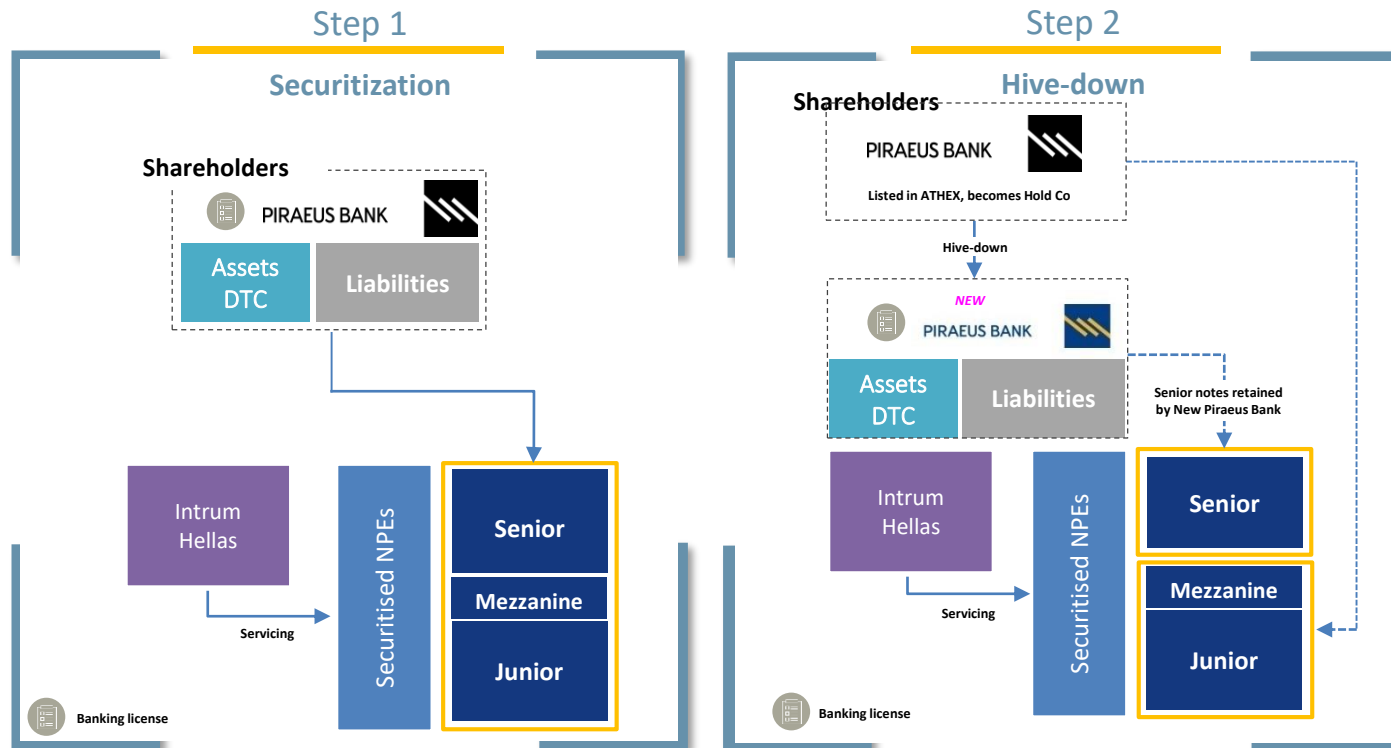 Step 1
Securitization
Shareholders
PIRAEUS BANK
Assets
DTC
Liabilities
Intrum
Hellas
Servicing
Securitised NPEs
Senior
Mezzanine
Junior
Banking license
Step 2
Hive-down
Shareholders
PIRAEUS BANK
Listed in ATHEX, becomes Hold Co
Hive-down
NEW
PIRAEUS BANK
Assets
DTC
Liabilities
Senior notes retained
by New Piraeus Bank
Intrum
Hellas
Servicing
Securitised NPEs
Senior
Mezzanine
Junior
Banking license